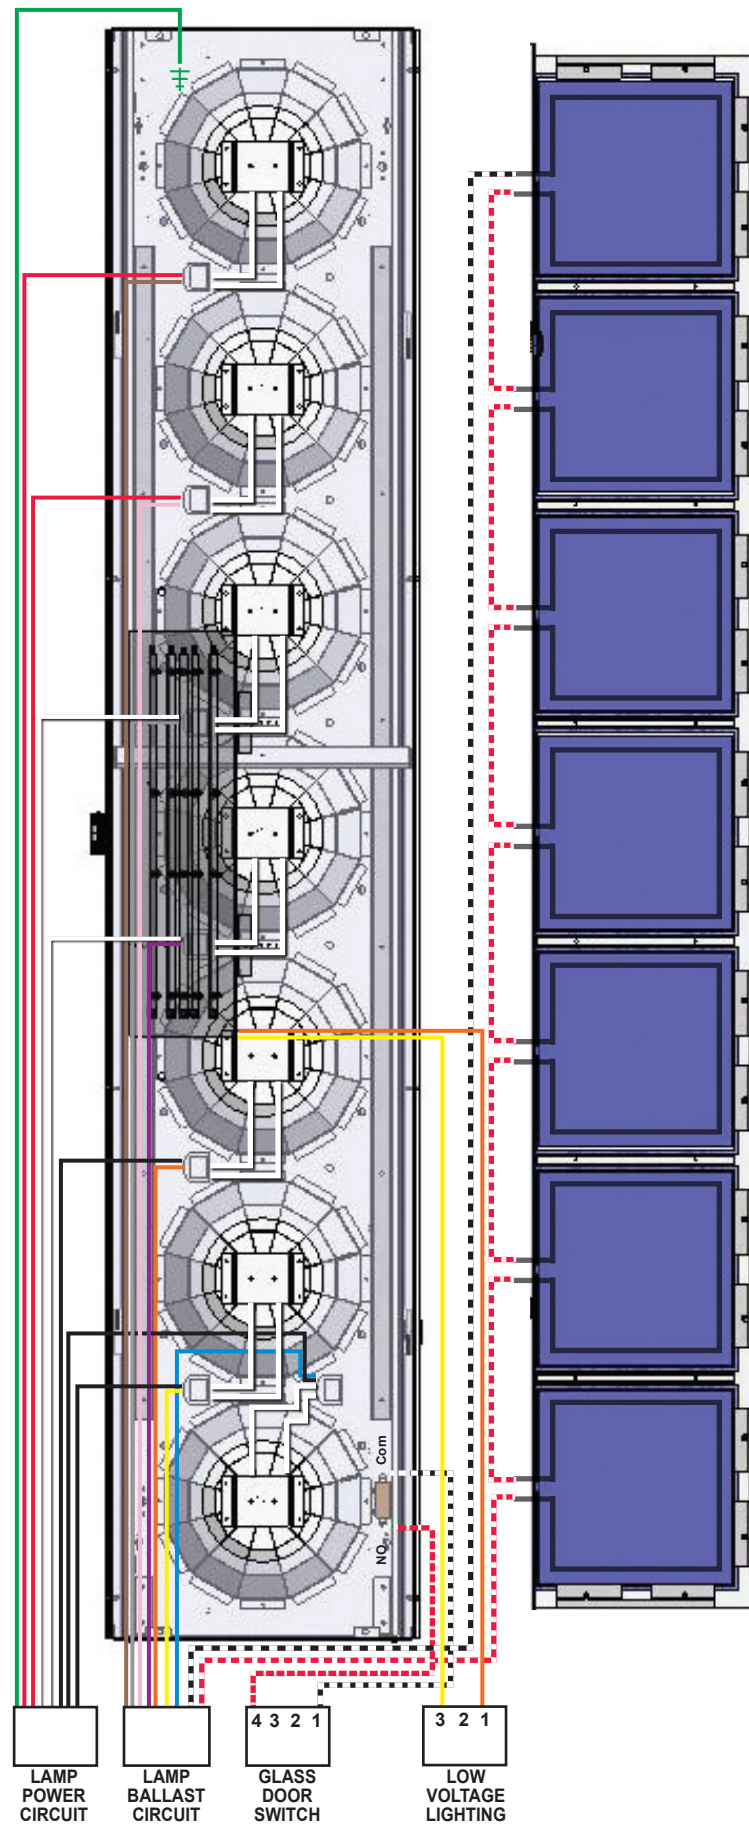 Com
NO
4 3 2 1
3 2 1
LAMP
POWER
CIRCUIT
LAMP
BALLAST
CIRCUIT
GLASS
DOOR
SWITCH
LOW
VOLTAGE
LIGHTING